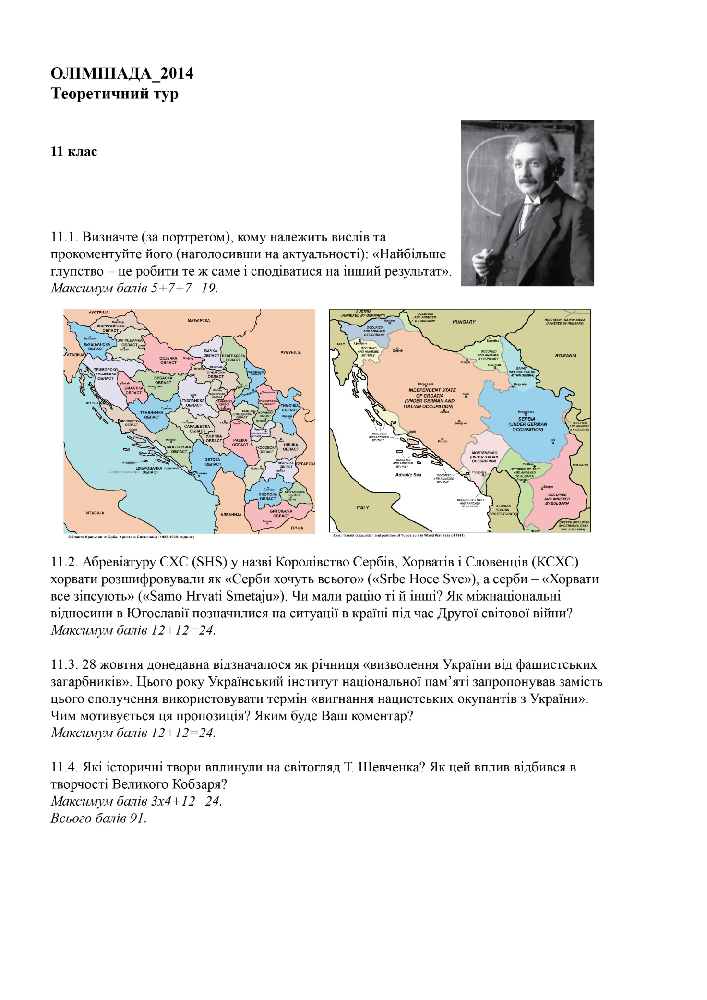 ОЛІМПІАДА_2014
Теоретичний тур
11 клас
11.1. Визначте (за портретом), кому належить вислів та
прокоментуйте його (наголосивши на актуальності): «Найбільше
глупство – це робити те ж саме і сподіватися на інший результат».
Максимум балів 5+7+7=19.
АУСТРИЈА
МАЂАРСКА
Марибор
МАРИБОРСКА
ОБЛАСТ
Љубљана
ЉУБЉАНСКА
ОБЛАСТ
ЗАГРЕБАЧКА
ОБЛАСТ
Загреб
ИТАЛИЈА
Карловац
ОСЈЕЧКА
ОБЛАСТ
Осијек
БАЧКА
ОБЛАСТ
Нови Сад
БЕОГРАДСКА
ОБЛАСТ
РУМУНИЈА
Вуковар
СРЕМСКА
ОБЛАСТ
ПОДУНАВСКА
ОБЛАСТ
ПРИМОРСКО-
КРАЈИШКА
ОБЛАСТ
Бихаћ
БИХАЋКА
ОБЛАСТ
ВРБАСКА
ОБЛАСТ
Бања Лука
Тузла
ТУЗЛАНСКА
ОБЛАСТ
Шабац
ПОДРИЊСКА
ОБЛАСТ
Београд
Смедерево
Пожаревац
ПОЖАРЕВАЧКА
ОБЛАСТ
ВАЉЕВСКА
ОБЛАСТ
Ваљево
ТИМОЧКА
ОБЛАСТ
Зајечар
ИТАЛИЈА
ТРАВНИЧКА
ОБЛАСТ
Травник
Крагујевац
ШУМАДИЈСКА
ОБЛАСТ
МОРАВСКА
ОБЛАСТ
Ћуприја
СПЛИТСКА
ОБЛАСТ
Сплит
Сарајево
САРАЈЕВСКА
ОБЛАСТ
Ужице
Чачак
УЖИЧКА
ОБЛАСТ
РАШКА
ОБЛАСТ
Крушевац
КРУШЕВАЧКА
ОБЛАСТ
Ниш
НИШКА
ОБЛАСТ
Мостар
МОСТАРСКА
ОБЛАСТ
КОСОВСКА
ОБЛАСТ
ЗЕТСКА
ОБЛАСТ
ИТАЛИЈА
ДУБРОВАЧКА
ОБЛАСТ
Дубровник
Јадранско море
Цетиње
Приштина
ВРАЊСКА
ОБЛАСТ
Врање
БУГАРСКА
Скопље
СКОПСКА
ОБЛАСТ
БРЕГАЛНИЧКА
ОБЛАСТ
Штип
ИТАЛИЈА
АЛБАНИЈА
БИТОЉСКА
ОБЛАСТ
Битољ
ГРЧКА
Области Краљевине Срба, Хрвата и Словенаца (1922-1929. године)
AUSTRIA
(ANNEXED BY GERMANY)
OCCUPIED
AND ANNEXED
BY HUNGARY
HUNGARY
NORTHERN TRANSYLVANIA
(ANNEXED BY HUNGARY)
Maribor
OCCUPIED
AND ANNEXED
BY GERMANY
ITALY
Ljubljana
OCCUPIED
AND ANNEXED
BY ITALY
Zagreb
Subotica
OCCUPIED
AND ANNEXED
BY HUNGARY
Osijek
Novi Sad
ROMANIA
BANAT
(SPECIAL STATUS
WITHIN SERBIA)
Banja Luka
Belgrade
INDEPENDENT STATE
OF CROATIA
(UNDER GERMAN AND
ITALIAN OCCUPATION)
Tuzla
Zenica
Sarajevo
Kragujevac
SERBIA
(UNDER GERMAN
OCCUPATION)
OCCUPIED
AND ANNEXED
BY BULGARIA
OCCUPIED
AND ANNEXED
BY ITALY
Split
Mostar
Niš
OCCUPIED
AND ANNEXED
BY ITALY
MONTENEGRO
(UNDER ITALIAN
OCCUPATION)
Adriatic Sea
OCCUPIED
AND ANNEXED
BY ITALY
Podgorica
Priština
OCCUPIED BY ITALY
AND ANNEXED
TO ALBANIA
Prizren
BULGARIA
Skopje
OCCUPIED
AND ANNEXED
BY BULGARIA
OCCUPIED BY ITALY
AND ANNEXED
TO ALBANIA
ITALY
ALBANIA
(ITALIAN
PROTECTORATE)
GREECE (OCCUPIED
BY GERMANY, ITALY
AND BULGARIA)
Axis / fascist occupation and partition of Yugoslavia in World War II (as of 1941)
11.2. Абревіатуру СХС (SHS) у назві Королівство Сербів, Хорватів і Словенців (КСХС)
хорвати розшифровували як «Серби хочуть всього» («Srbe Hoce Sve»), а серби – «Хорвати
все зіпсують» («Samo Hrvati Smetaju»). Чи мали рацію ті й інші? Як міжнаціональні
відносини в Югославії позначилися на ситуації в країні під час Другої світової війни?
Максимум балів 12+12=24.
11.3. 28 жовтня донедавна відзначалося як річниця «визволення України від фашистських
загарбників». Цього року Український інститут національної пам’яті запропонував замість
цього сполучення використовувати термін «вигнання нацистських окупантів з України».
Чим мотивується ця пропозиція? Яким буде Ваш коментар?
Максимум балів 12+12=24.
11.4. Які історичні твори вплинули на світогляд Т. Шевченка? Як цей вплив відбився в
творчості Великого Кобзаря?
Максимум балів 3х4+12=24.
Всього балів 91.